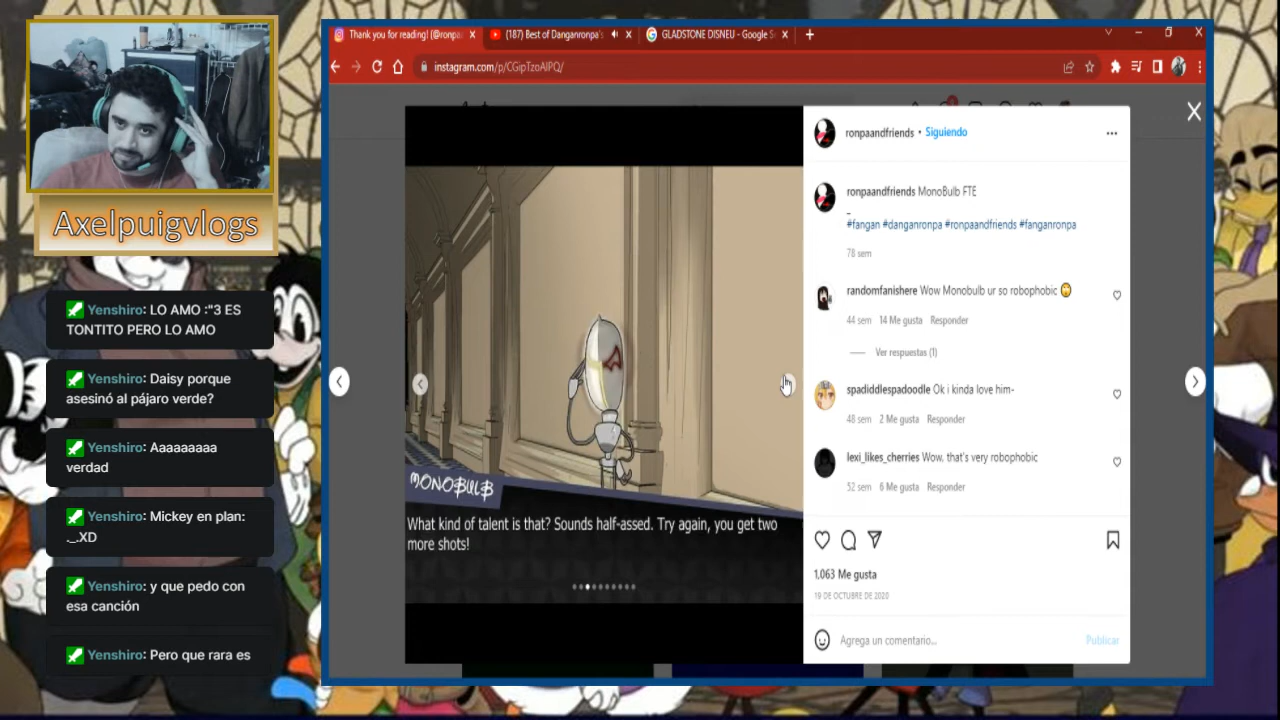 Thank you for reading! (@ronpa
(187) Best of Danganronpa's
GLADSTONE DISNEU - Google S
instagram.com/p/CGipTzoAIPQ/
Axelpuigvlogs
Yenshiro: LO AMO :"3 ES
TONTITO PERO LO AMO
Yenshiro: Daisy porque
asesinó al pájaro verde?
Yenshiro: Aaaaaaaaa
verdad
Yenshiro: Mickey en plan:
._.XD
Yenshiro: y que pedo con
esa canción
Yenshiro: Pero que rara es
MONOBULB
What kind of talent is that? Sounds half-assed. Try again, you get two
more shots!
ronpaandfriends • Siguiendo
ronpaandfriends MonoBulb FTE
_
#fangan #danganronpa #ronpaandfriends #fanganronpa
78 sem
randomfanishere Wow Monobulb ur so robophobic 🙄
44 sem 14 Me gusta Responder
Ver respuestas (1)
spadiddlespadoodle Ok i kinda love him-
48 sem 2 Me gusta Responder
lexi_likes_cherries Wow. that's very robophobic
52 sem 6 Me gusta Responder
1,063 Me gusta
19 DE OCTUBRE DE 2020
Agrega un comentario...
Publicar